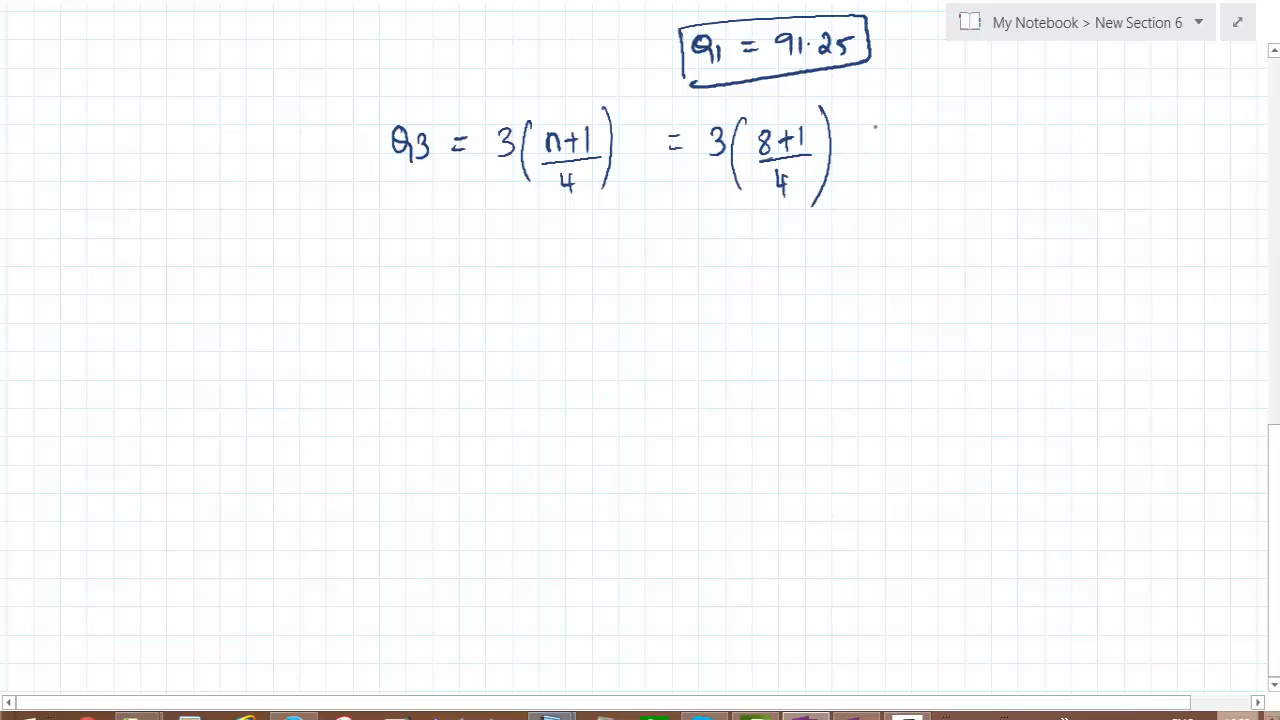 My Notebook > New Section 6
Q1 = 91.25
Q3 = 3(n+1/4) = 3(8+1/4)